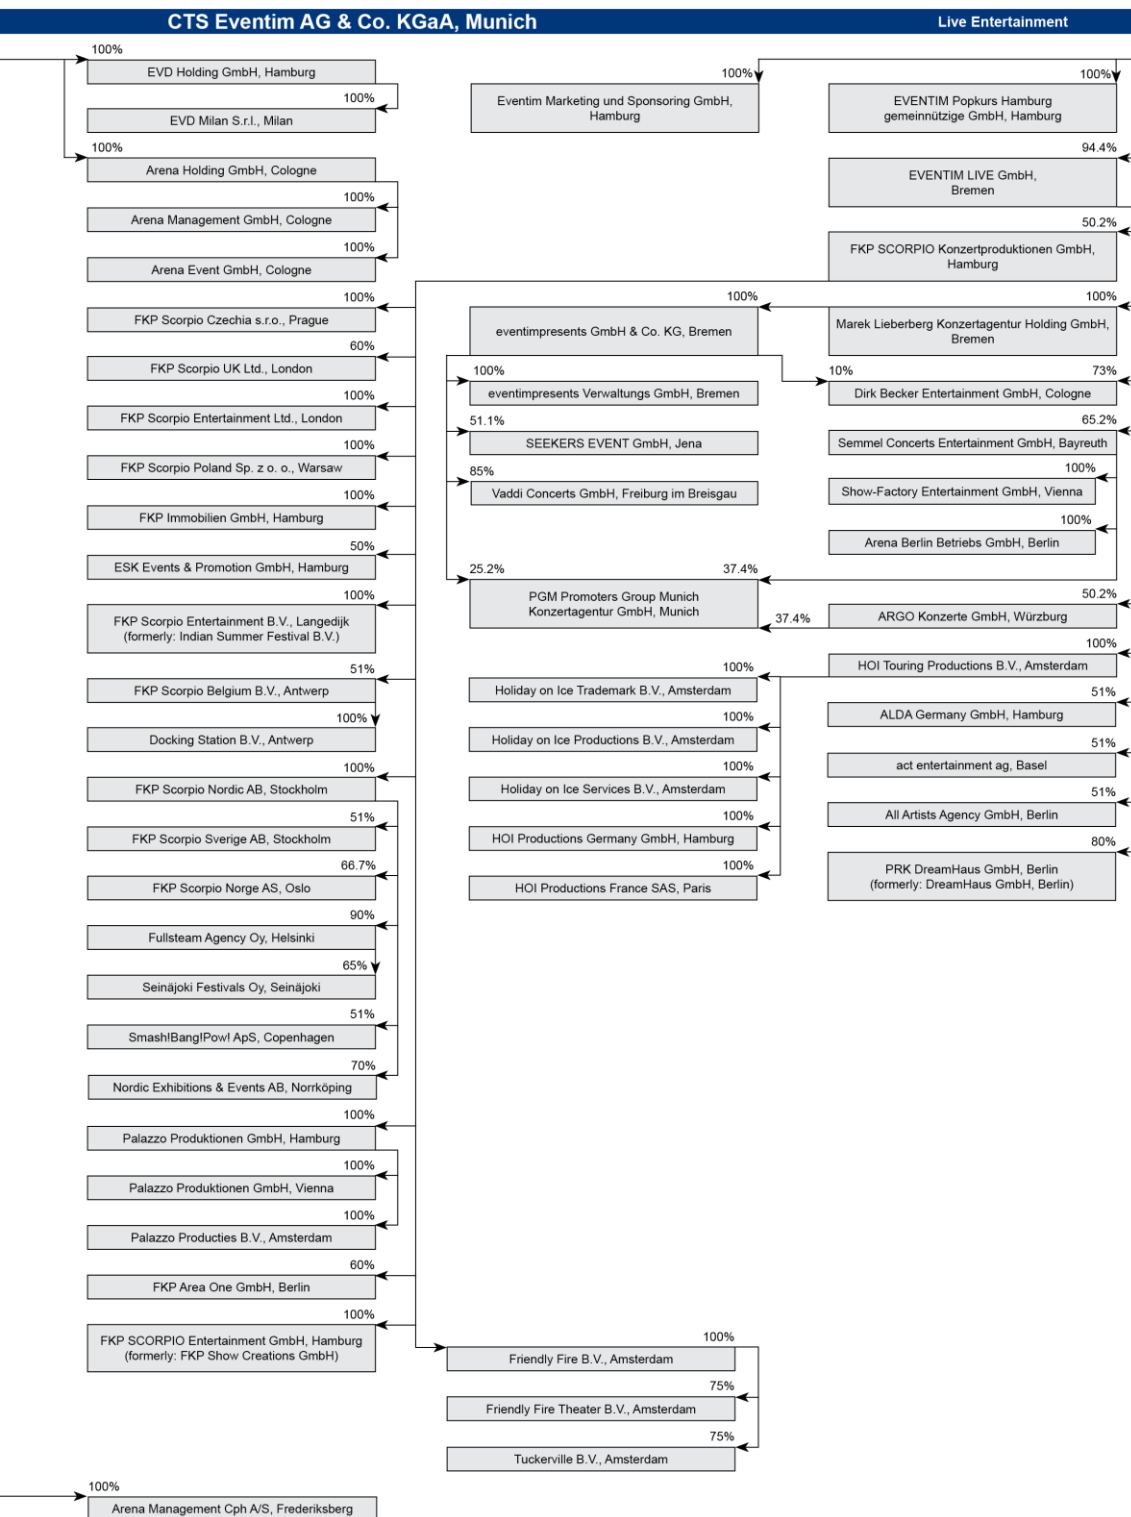 CTS Eventim AG & Co. KGaA, Munich
Live Entertainment
100%
EVD Holding GmbH, Hamburg
100%
EVD Milan S.r.l., Milan
100%
Arena Holding GmbH, Cologne
100%
Arena Management GmbH, Cologne
100%
Arena Event GmbH, Cologne
100%
FKP Scorpio Czechia s.r.o., Prague
60%
FKP Scorpio UK Ltd., London
100%
FKP Scorpio Entertainment Ltd., London
100%
FKP Scorpio Poland Sp. z o. o., Warsaw
100%
FKP Immobilien GmbH, Hamburg
50%
ESK Events & Promotion GmbH, Hamburg
100%
FKP Scorpio Entertainment B.V., Langedijk
(formerly: Indian Summer Festival B.V.)
51%
FKP Scorpio Belgium B.V., Antwerp
100%
Docking Station B.V., Antwerp
100%
FKP Scorpio Nordic AB, Stockholm
51%
FKP Scorpio Sverige AB, Stockholm
66.7%
FKP Scorpio Norge AS, Oslo
90%
Fullsteam Agency Oy, Helsinki
65%
Seinäjoki Festivals Oy, Seinäjoki
51%
Smash!Bang!Pow! ApS, Copenhagen
70%
Nordic Exhibitions & Events AB, Norrköping
100%
Palazzo Produktionen GmbH, Hamburg
100%
Palazzo Produktionen GmbH, Vienna
100%
Palazzo Producties B.V., Amsterdam
60%
FKP Area One GmbH, Berlin
100%
FKP SCORPIO Entertainment GmbH, Hamburg
(formerly: FKP Show Creations GmbH)
100%
Arena Management Cph A/S, Frederiksberg
100%
Eventim Marketing und Sponsoring GmbH,
Hamburg
100%
eventimpresents GmbH & Co. KG, Bremen
100%
eventimpresents Verwaltungs GmbH, Bremen
51.1%
SEEKERS EVENT GmbH, Jena
85%
Vaddi Concerts GmbH, Freiburg im Breisgau
25.2%
37.4%
PGM Promoters Group Munich
Konzertagentur GmbH, Munich
37.4%
100%
Holiday on Ice Trademark B.V., Amsterdam
100%
Holiday on Ice Productions B.V., Amsterdam
100%
Holiday on Ice Services B.V., Amsterdam
100%
HOI Productions Germany GmbH, Hamburg
100%
HOI Productions France SAS, Paris
100%
Friendly Fire B.V., Amsterdam
75%
Friendly Fire Theater B.V., Amsterdam
75%
Tuckerville B.V., Amsterdam
100%
EVENTIM Popkurs Hamburg
gemeinnützige GmbH, Hamburg
94.4%
EVENTIM LIVE GmbH,
Bremen
50.2%
FKP SCORPIO Konzertproduktionen GmbH,
Hamburg
100%
Marek Lieberberg Konzertagentur Holding GmbH,
Bremen
10%
73%
Dirk Becker Entertainment GmbH, Cologne
65.2%
Semmel Concerts Entertainment GmbH, Bayreuth
100%
Show-Factory Entertainment GmbH, Vienna
100%
Arena Berlin Betriebs GmbH, Berlin
50.2%
ARGO Konzerte GmbH, Würzburg
100%
HOI Touring Productions B.V., Amsterdam
51%
ALDA Germany GmbH, Hamburg
51%
act entertainment ag, Basel
51%
All Artists Agency GmbH, Berlin
80%
PRK DreamHaus GmbH, Berlin
(formerly: DreamHaus GmbH, Berlin)